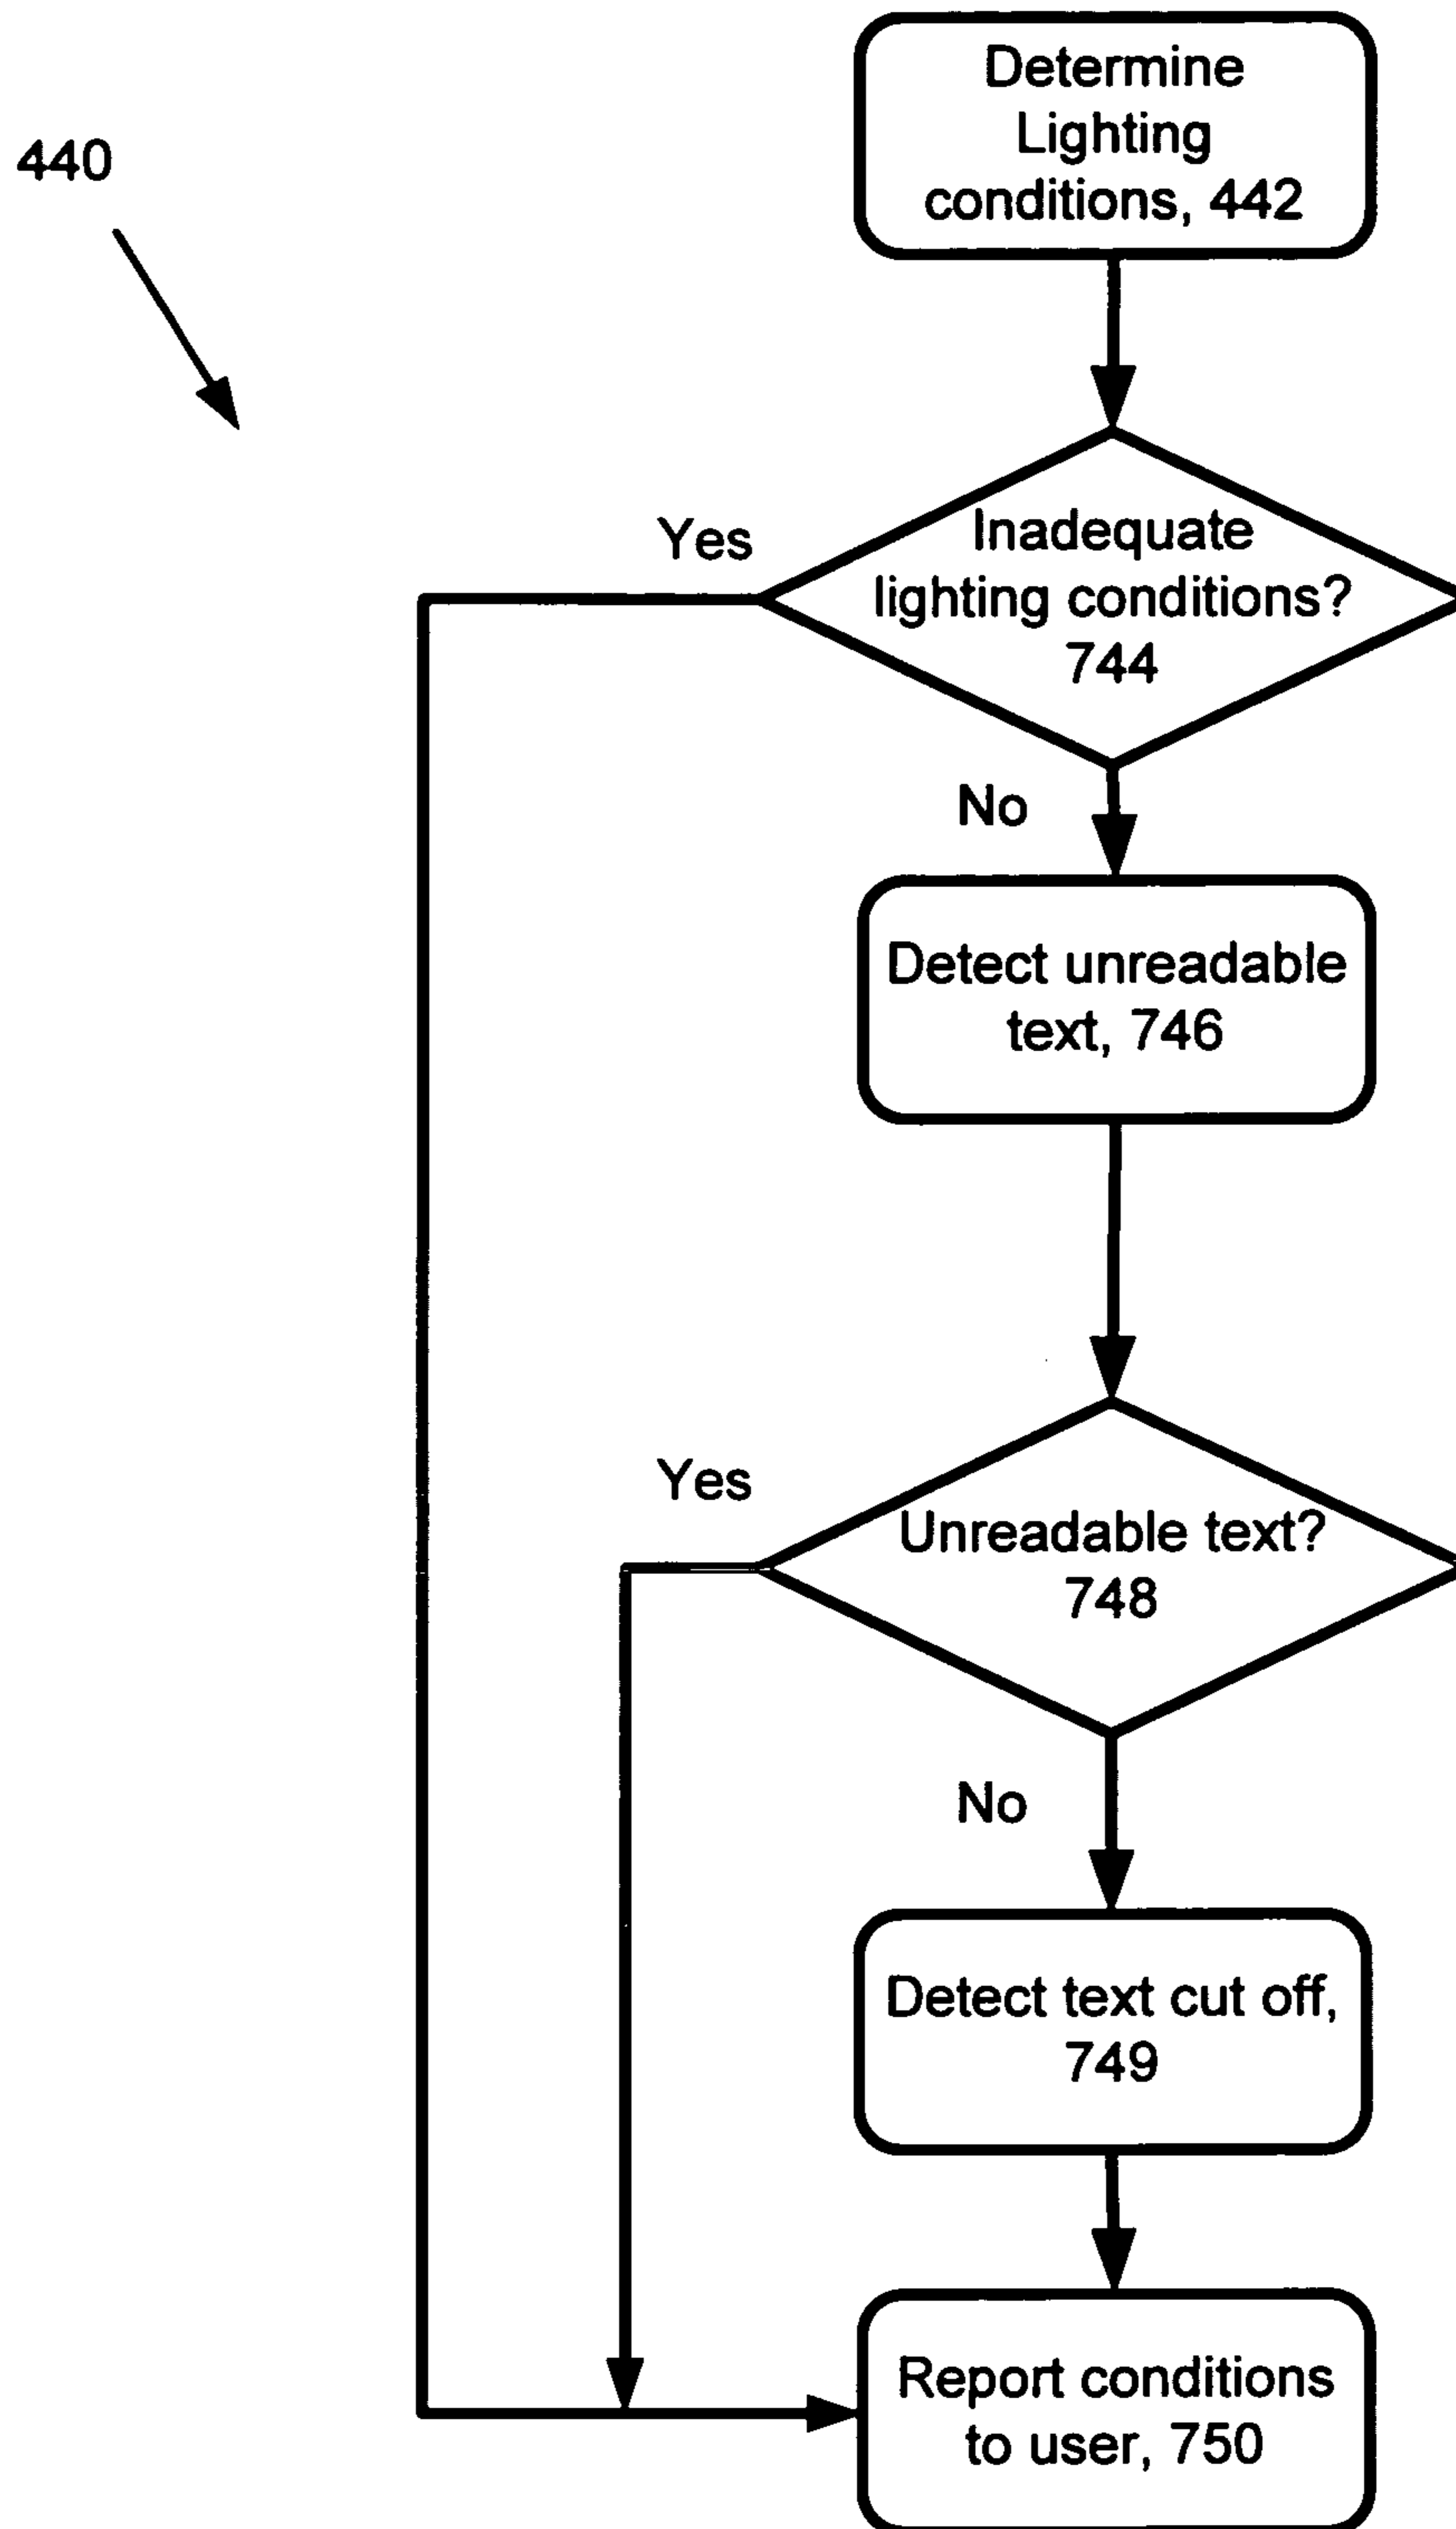 440
Determine
Lighting
conditions, 442
Yes
Inadequate
lighting conditions?
744
No
Detect unreadable
text, 746
Yes
Unreadable text?
748
No
Detect text cut off,
749
Report conditions
to user, 750